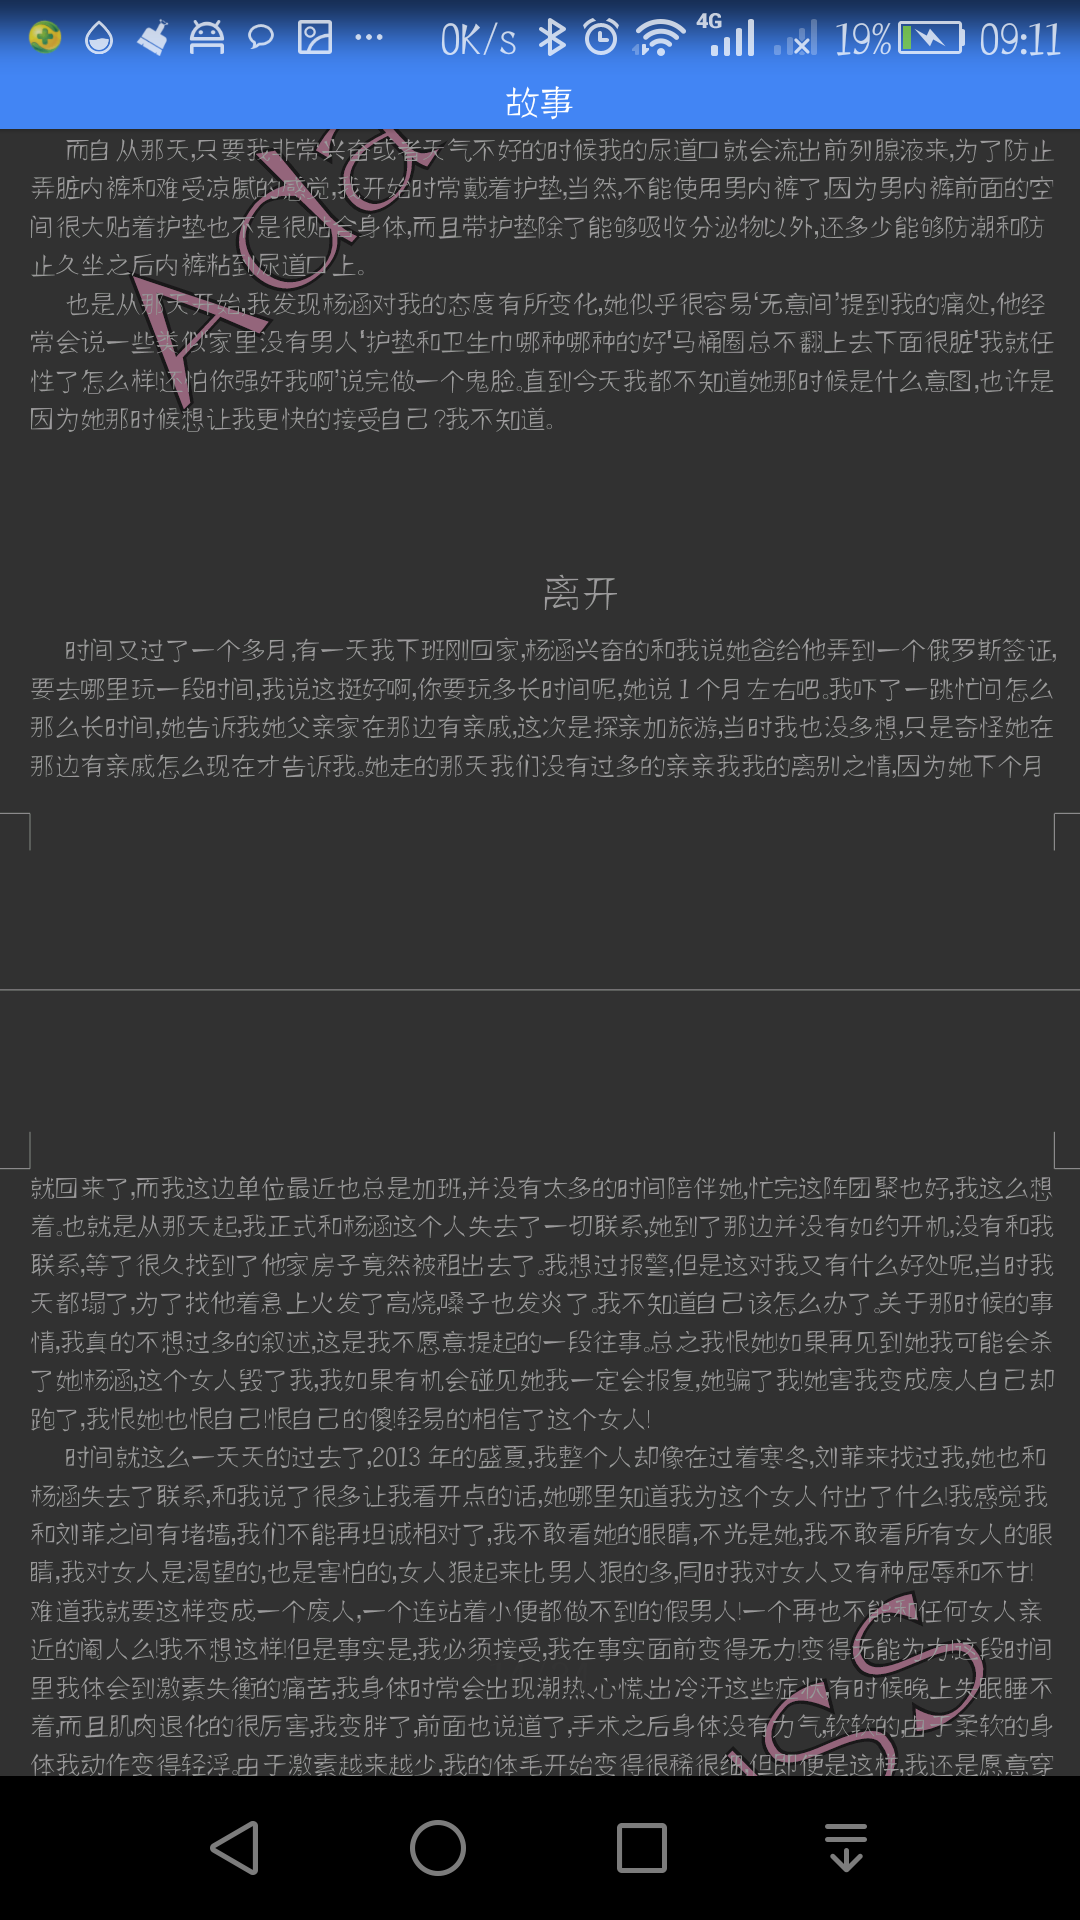 0K/s 4G 19% 09:11
故事
而自从那天,只要我非常兴奋或者天气不好的时候我的尿道口就会流出前列腺液来,为了防止
弄脏内裤和难受凉腻的感觉,我开始时常戴着护垫,当然,不能使用男内裤了,因为男内裤前面的空
间很大贴着护垫也不是很贴合身体,而且带护垫除了能够吸收分泌物以外,还多少能够防潮和防
止久坐之后内裤粘到尿道口上。
也是从那天开始,我发现杨涵对我的态度有所变化,她似乎很容易‘无意间’提到我的痛处,他经
常会说一些类似‘家里没有男人’‘护垫和卫生巾哪种哪种的好’‘马桶圈总不翻上去下面很脏’‘我就任
性了怎么样!还怕你强奸我啊’说完做一个鬼脸。直到今天我都不知道她那时候是什么意图,也许是
因为她那时候想让我更快的接受自己?我不知道。
离开
时间又过了一个多月,有一天我下班刚回家,杨涵兴奋的和我说她爸给他弄到一个俄罗斯签证,
要去哪里玩一段时间,我说这挺好啊,你要玩多长时间呢,她说 1 个月左右吧。我吓了一跳忙问怎么
那么长时间,她告诉我她父亲家在那边有亲戚,这次是探亲加旅游,当时我也没多想,只是奇怪她在
那边有亲戚怎么现在才告诉我。她走的那天我们没有过多的亲亲我我的离别之情,因为她下个月
就回来了,而我这边单位最近也总是加班,并没有太多的时间陪伴她,忙完这阵团聚也好,我这么想
着。也就是从那天起,我正式和杨涵这个人失去了一切联系,她到了那边并没有如约开机,没有和我
联系,等了很久找到了他家房子竟然被租出去了。我想过报警,但是这对我又有什么好处呢,当时我
天都塌了,为了找他着急上火发了高烧,嗓子也发炎了。我不知道自己该怎么办了。关于那时候的事
情,我真的不想过多的叙述,这是我不愿意提起的一段往事。总之我恨她!如果再见到她我可能会杀
了她!杨涵,这个女人毁了我,我如果有机会碰见她我一定会报复,她骗了我!她害我变成废人自己却
跑了,我恨她!也恨自己!恨自己的傻!轻易的相信了这个女人!
时间就这么一天天的过去了,2013 年的盛夏,我整个人却像在过着寒冬,刘菲来找过我,她也和
杨涵失去了联系,和我说了很多让我看开点的话,她哪里知道我为这个女人付出了什么!我感觉我
和刘菲之间有堵墙,我们不能再坦诚相对了,我不敢看她的眼睛,不光是她,我不敢看所有女人的眼
睛,我对女人是渴望的,也是害怕的,女人狠起来比男人狠的多,同时我对女人又有种屈辱和不甘!
难道我就要这样变成一个废人,一个连站着小便都做不到的假男人!一个再也不能和任何女人亲
近的阉人么!我不想这样!但是事实是,我必须接受,我在事实面前变得无力!变得无能为力!这段时间
里我体会到激素失衡的痛苦,我身体时常会出现潮热、心慌、出冷汗这些症状,有时候晚上失眠睡不
着,而且肌肉退化的很厉害,我变胖了,前面也说道了,手术之后身体没有力气,软软的,由于柔软的身
体我动作变得轻浮。由于激素越来越少,我的体毛开始变得很稀很细,但即便是这样,我还是愿意穿